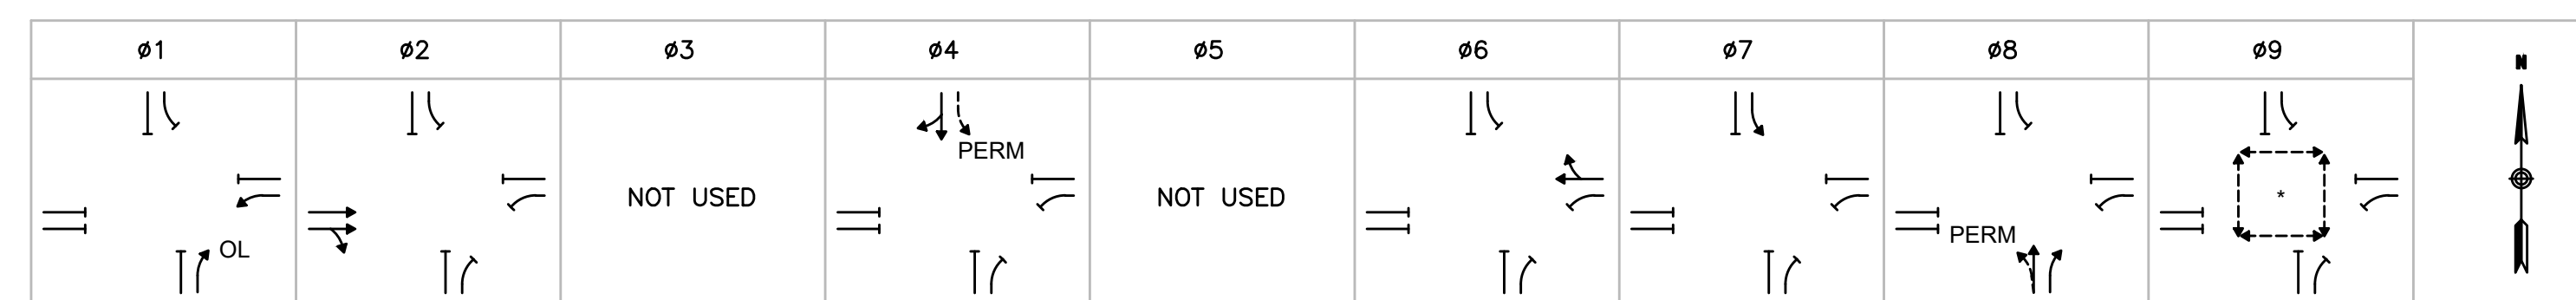 ø1 ø2 ø3 ø4 ø5 ø6 ø7 ø8 ø9
N
PERM
NOT USED NOT USED
*
PERM
OL